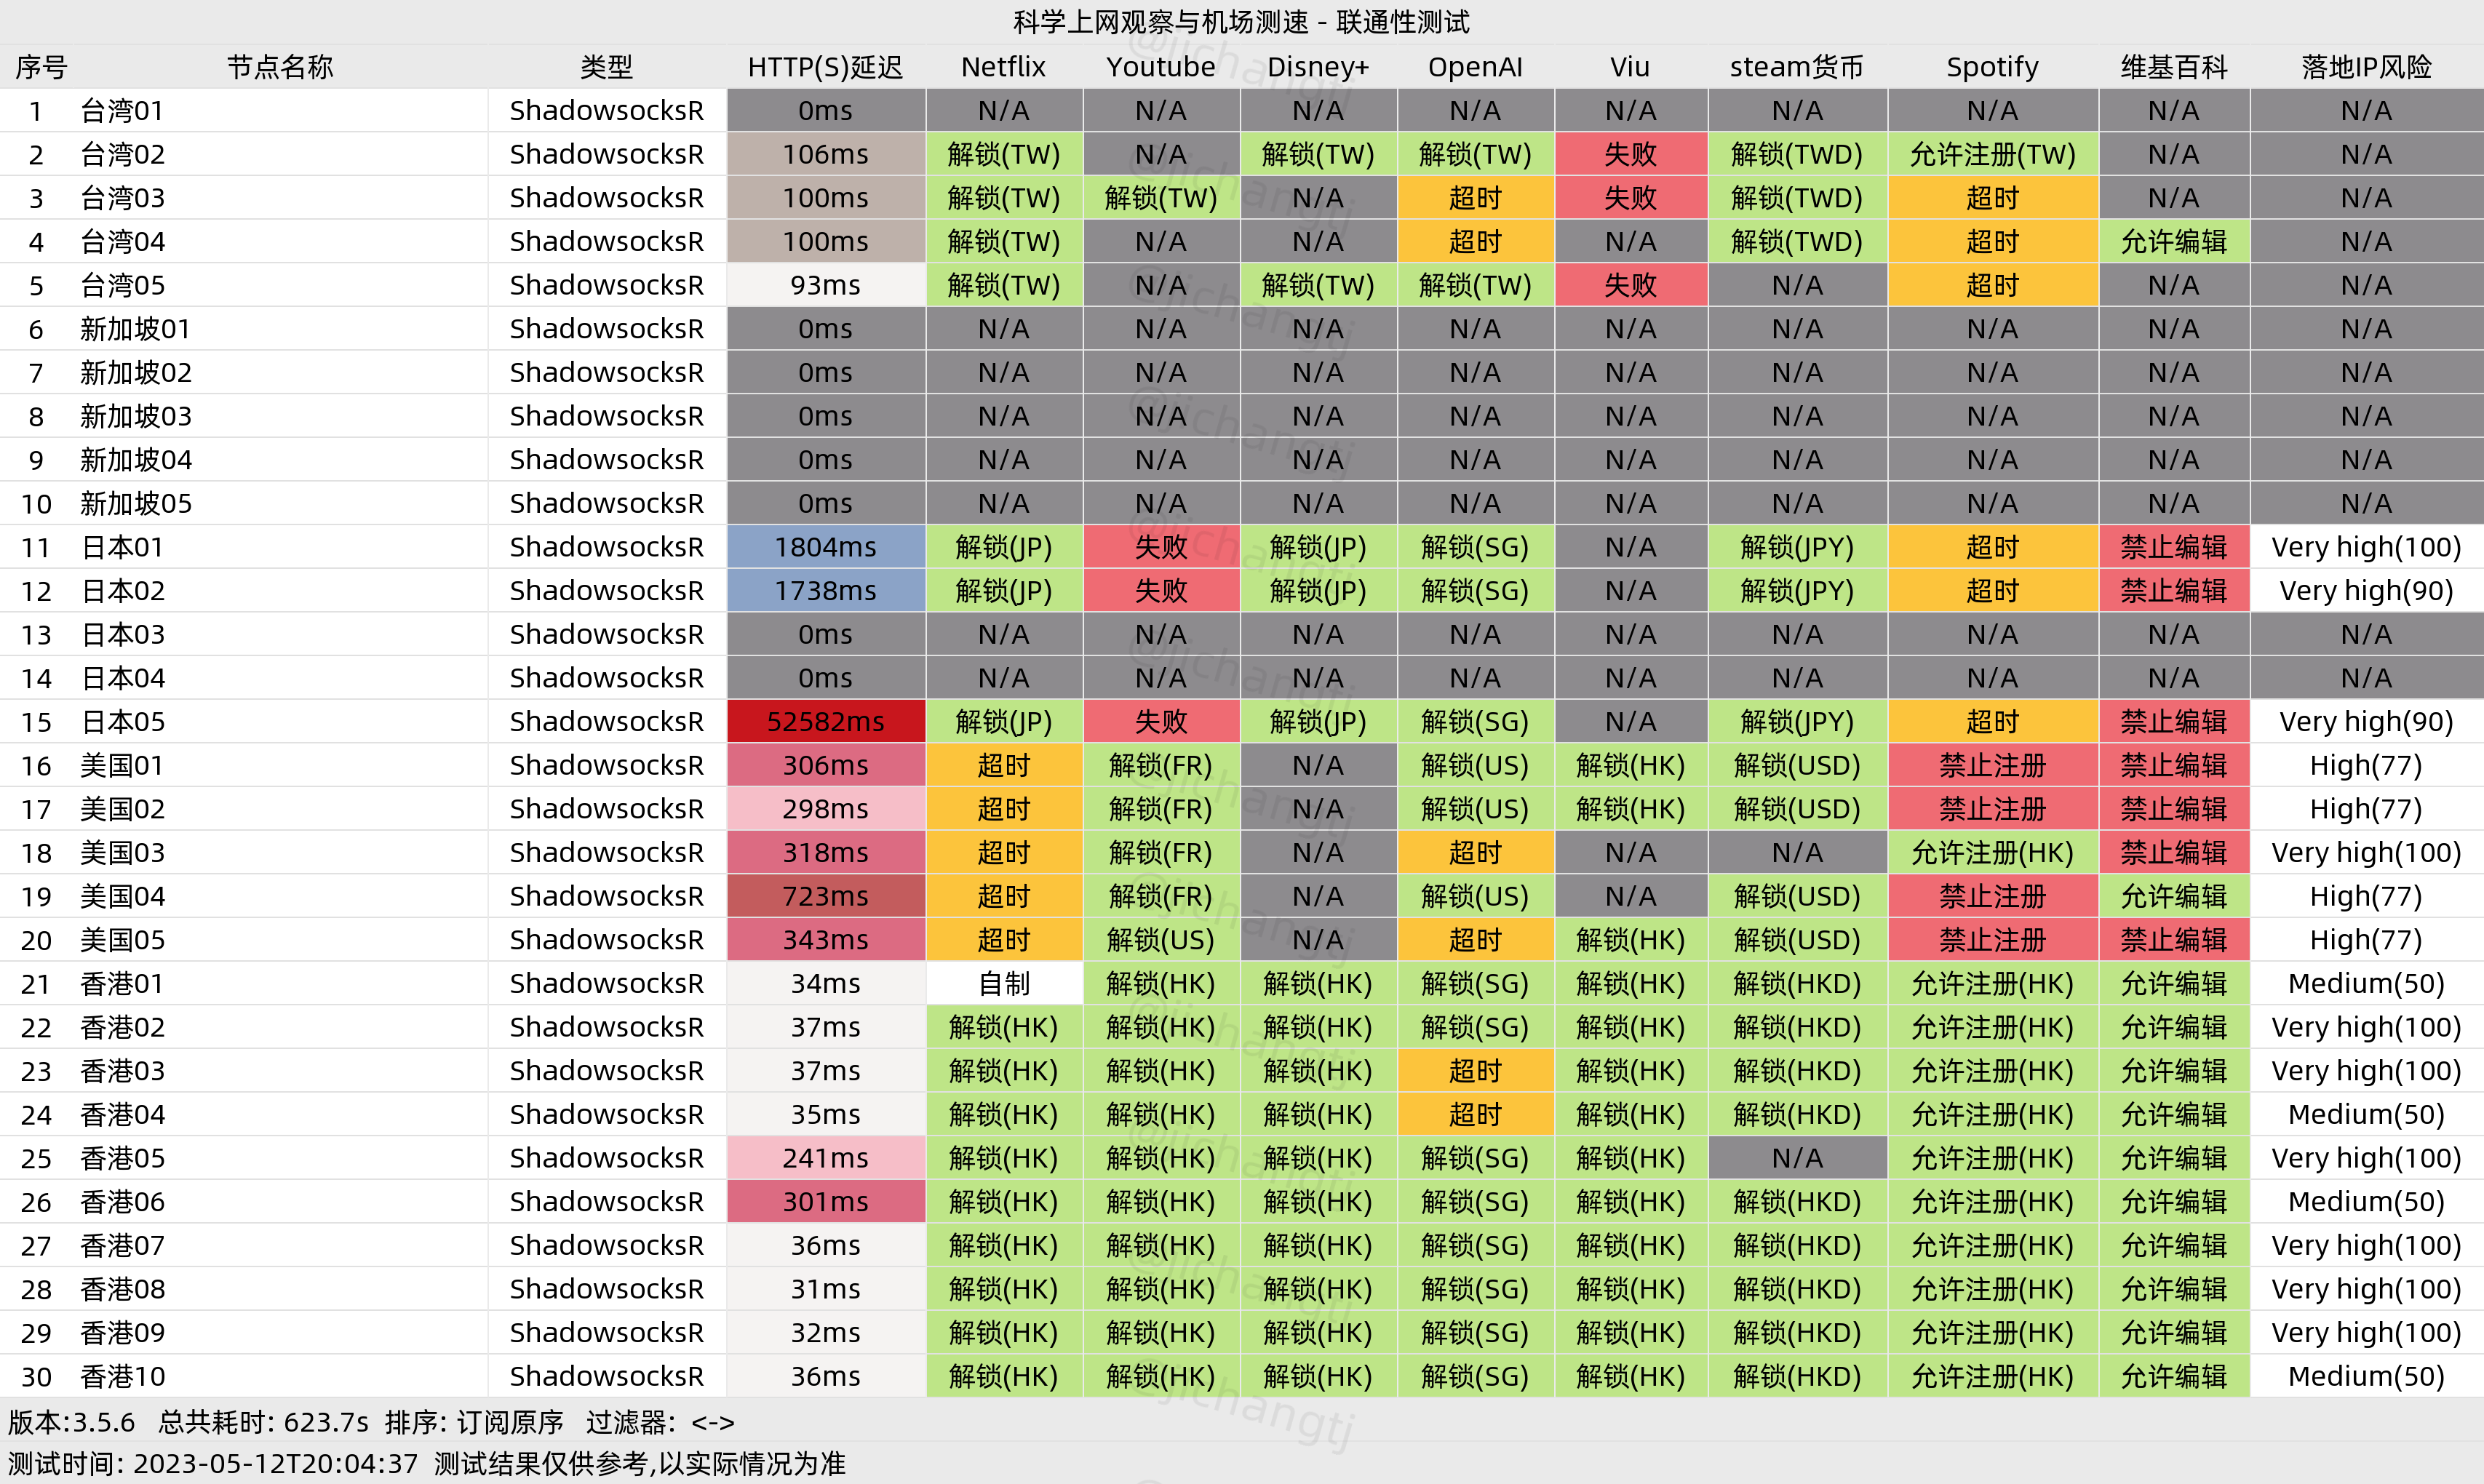 科学上网观察与机场测速 - 联通性测试
序号 节点名称 类型 HTTP(S)延迟 Netflix Youtube Disney+ OpenAI Viu steam货币 Spotify 维基百科 落地IP风险
1 台湾01 ShadowsocksR 0ms N/A N/A N/A N/A N/A N/A N/A N/A N/A
2 台湾02 ShadowsocksR 106ms 解锁(TW) N/A 解锁(TW) 解锁(TW) 失败 解锁(TWD) 允许注册(TW) N/A N/A
3 台湾03 ShadowsocksR 100ms 解锁(TW) 解锁(TW) N/A 超时 失败 解锁(TWD) 超时 N/A N/A
4 台湾04 ShadowsocksR 100ms 解锁(TW) N/A N/A 超时 N/A 解锁(TWD) 超时 允许编辑 N/A
5 台湾05 ShadowsocksR 93ms 解锁(TW) N/A 解锁(TW) 解锁(TW) 失败 N/A 超时 N/A N/A
6 新加坡01 ShadowsocksR 0ms N/A N/A N/A N/A N/A N/A N/A N/A N/A
7 新加坡02 ShadowsocksR 0ms N/A N/A N/A N/A N/A N/A N/A N/A N/A
8 新加坡03 ShadowsocksR 0ms N/A N/A N/A N/A N/A N/A N/A N/A N/A
9 新加坡04 ShadowsocksR 0ms N/A N/A N/A N/A N/A N/A N/A N/A N/A
10 新加坡05 ShadowsocksR 0ms N/A N/A N/A N/A N/A N/A N/A N/A N/A
11 日本01 ShadowsocksR 1804ms 解锁(JP) 失败 解锁(JP) 解锁(SG) N/A 解锁(JPY) 超时 禁止编辑 Very high(100)
12 日本02 ShadowsocksR 1738ms 解锁(JP) 失败 解锁(JP) 解锁(SG) N/A 解锁(JPY) 超时 禁止编辑 Very high(90)
13 日本03 ShadowsocksR 0ms N/A N/A N/A N/A N/A N/A N/A N/A N/A
14 日本04 ShadowsocksR 0ms N/A N/A N/A N/A N/A N/A N/A N/A N/A
15 日本05 ShadowsocksR 52582ms 解锁(JP) 失败 解锁(JP) 解锁(SG) N/A 解锁(JPY) 超时 禁止编辑 Very high(90)
16 美国01 ShadowsocksR 306ms 超时 解锁(FR) N/A 解锁(US) 解锁(HK) 解锁(USD) 禁止注册 禁止编辑 High(77)
17 美国02 ShadowsocksR 298ms 超时 解锁(FR) N/A 解锁(US) 解锁(HK) 解锁(USD) 禁止注册 禁止编辑 High(77)
18 美国03 ShadowsocksR 318ms 超时 解锁(FR) N/A 超时 N/A N/A 允许注册(HK) 禁止编辑 Very high(100)
19 美国04 ShadowsocksR 723ms 超时 解锁(FR) N/A 解锁(US) N/A 解锁(USD) 禁止注册 允许编辑 High(77)
20 美国05 ShadowsocksR 343ms 超时 解锁(US) N/A 超时 解锁(HK) 解锁(USD) 禁止注册 禁止编辑 High(77)
21 香港01 ShadowsocksR 34ms 自制 解锁(HK) 解锁(HK) 解锁(SG) 解锁(HK) 解锁(HKD) 允许注册(HK) 允许编辑 Medium(50)
22 香港02 ShadowsocksR 37ms 解锁(HK) 解锁(HK) 解锁(HK) 解锁(SG) 解锁(HK) 解锁(HKD) 允许注册(HK) 允许编辑 Very high(100)
23 香港03 ShadowsocksR 37ms 解锁(HK) 解锁(HK) 解锁(HK) 超时 解锁(HK) 解锁(HKD) 允许注册(HK) 允许编辑 Very high(100)
24 香港04 ShadowsocksR 35ms 解锁(HK) 解锁(HK) 解锁(HK) 超时 解锁(HK) 解锁(HKD) 允许注册(HK) 允许编辑 Medium(50)
25 香港05 ShadowsocksR 241ms 解锁(HK) 解锁(HK) 解锁(HK) 解锁(SG) 解锁(HK) N/A 允许注册(HK) 允许编辑 Very high(100)
26 香港06 ShadowsocksR 301ms 解锁(HK) 解锁(HK) 解锁(HK) 解锁(SG) 解锁(HK) 解锁(HKD) 允许注册(HK) 允许编辑 Medium(50)
27 香港07 ShadowsocksR 36ms 解锁(HK) 解锁(HK) 解锁(HK) 解锁(SG) 解锁(HK) 解锁(HKD) 允许注册(HK) 允许编辑 Very high(100)
28 香港08 ShadowsocksR 31ms 解锁(HK) 解锁(HK) 解锁(HK) 解锁(SG) 解锁(HK) 解锁(HKD) 允许注册(HK) 允许编辑 Very high(100)
29 香港09 ShadowsocksR 32ms 解锁(HK) 解锁(HK) 解锁(HK) 解锁(SG) 解锁(HK) 解锁(HKD) 允许注册(HK) 允许编辑 Very high(100)
30 香港10 ShadowsocksR 36ms 解锁(HK) 解锁(HK) 解锁(HK) 解锁(SG) 解锁(HK) 解锁(HKD) 允许注册(HK) 允许编辑 Medium(50)
版本:3.5.6 总共耗时: 623.7s 排序: 订阅原序 过滤器: <->
测试时间: 2023-05-12T20:04:37 测试结果仅供参考,以实际情况为准
@jichangtj